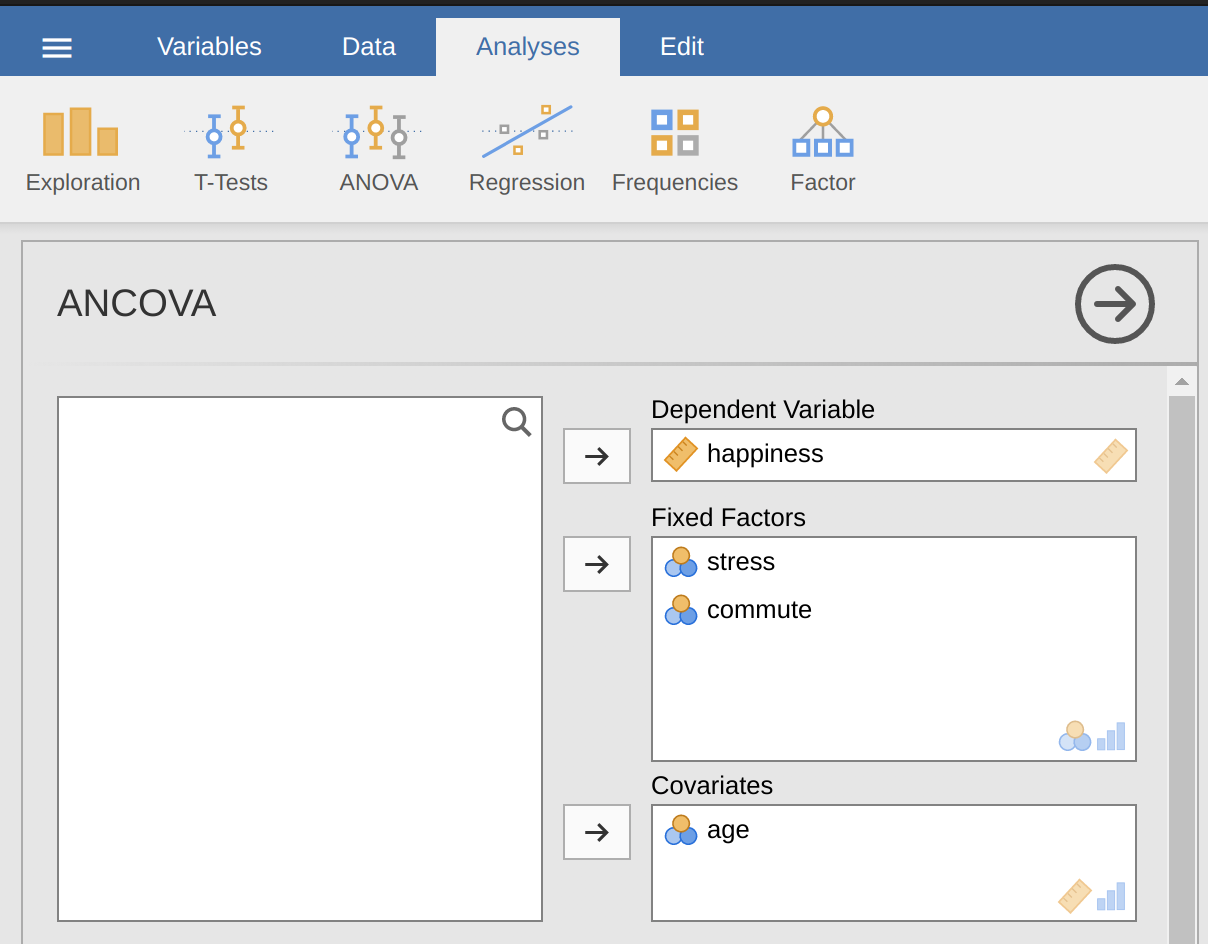 Variables Data Analyses Edit
Exploration T-Tests ANOVA Regression Frequencies Factor
ANCOVA
Dependent Variable
happiness
Fixed Factors
stress
commute
Covariates
age